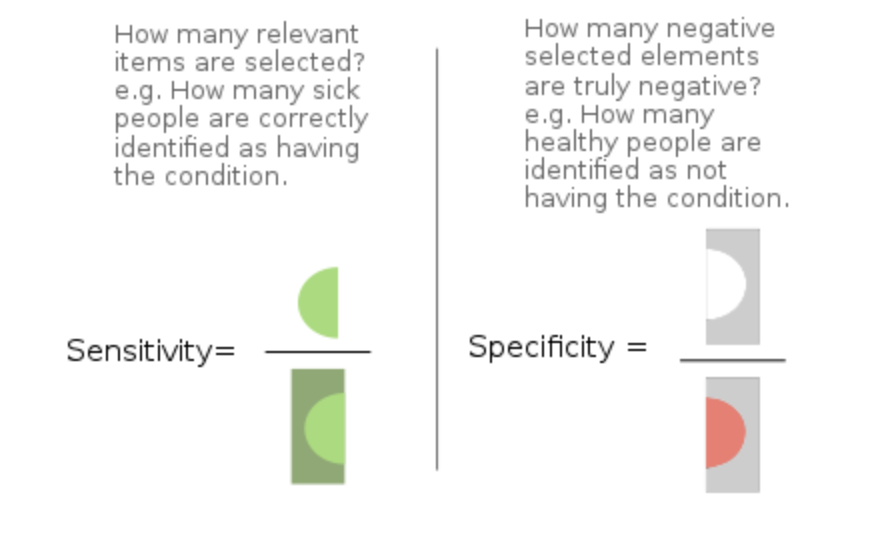 How many relevant
items are selected?
e.g. How many sick
people are correctly
identified as having
the condition.
Sensitivity=
How many negative
selected elements
are truly negative?
e.g. How many
healthy people are
identified as not
having the condition.
Specificity =